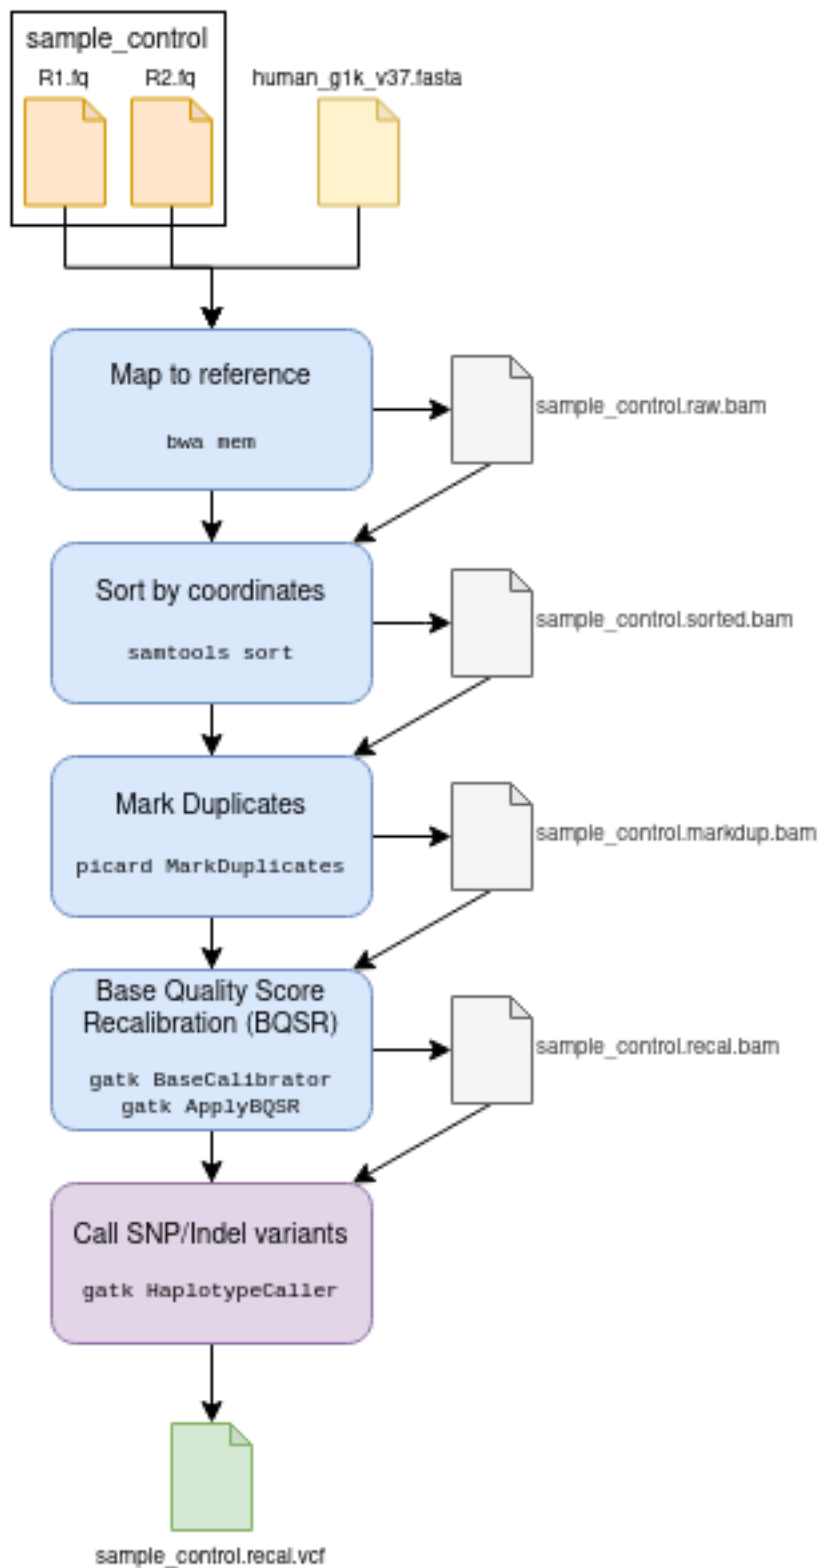 sample_control
R1.fq
R2.fq
human_g1k_v37.fasta
Map to reference
bwa mem
sample_control.raw.bam
Sort by coordinates
samtools sort
sample_control.sorted.bam
Mark Duplicates
picard MarkDuplicates
sample_control.markdup.bam
Base Quality Score
Recalibration (BQSR)
gatk BaseCalibrator
gatk ApplyBQSR
sample_control.recal.bam
Call SNP/Indel variants
gatk HaplotypeCaller
sample_control.recal.vcf